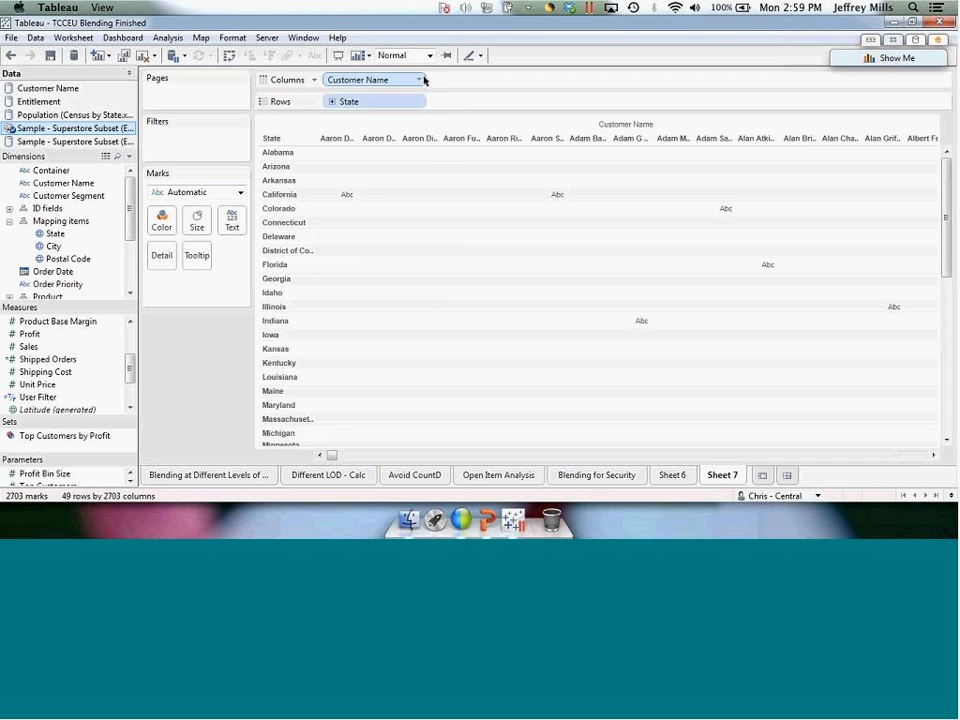 Tableau View 100% Mon 2:59 PM Jeffrey Mills
Tableau - TCCEU Blending Finished
File Data Worksheet Dashboard Analysis Map Format Server Window Help
Abc Normal
Show Me
Data
Customer Name
Entitlement
Population (Census by State.x...
Sample - Superstore Subset (E...
Sample - Superstore Subset (E...
Dimensions
Abc Container
Abc Customer Name
Abc Customer Segment
ID fields
Mapping items
State
City
Postal Code
Order Date
Abc Order Priority
Product
Measures
# Product Base Margin
# Profit
# Sales
=# Shipped Orders
# Shipping Cost
# Unit Price
User Filter
# Latitude (generated)
Sets
Top Customers by Profit
Parameters
# Profit Bin Size
Pages
Filters
Marks
Abc Automatic
Color Size Abc 123 Text
Detail Tooltip
Columns Customer Name
Rows State
Customer Name
State Aaron D.. Aaron D.. Aaron Di.. Aaron Fu.. Aaron Ri.. Aaron S.. Adam Ba.. Adam G .. Adam M.. Adam Sa.. Alan Atki.. Alan Bri.. Alan Cha.. Alan Grif.. Albert Fr
Alabama
Arizona
Arkansas
California Abc Abc
Colorado Abc
Connecticut
Delaware
District of Co..
Florida Abc
Georgia
Idaho
Illinois Abc
Indiana Abc
Iowa
Kansas
Kentucky
Louisiana
Maine
Maryland
Massachuset..
Michigan
Minnesota
Blending at Different Levels of ... Different LOD - Calc Avoid CountD Open Item Analysis Blending for Security Sheet 6 Sheet 7
2703 marks 49 rows by 2703 columns Chris - Central